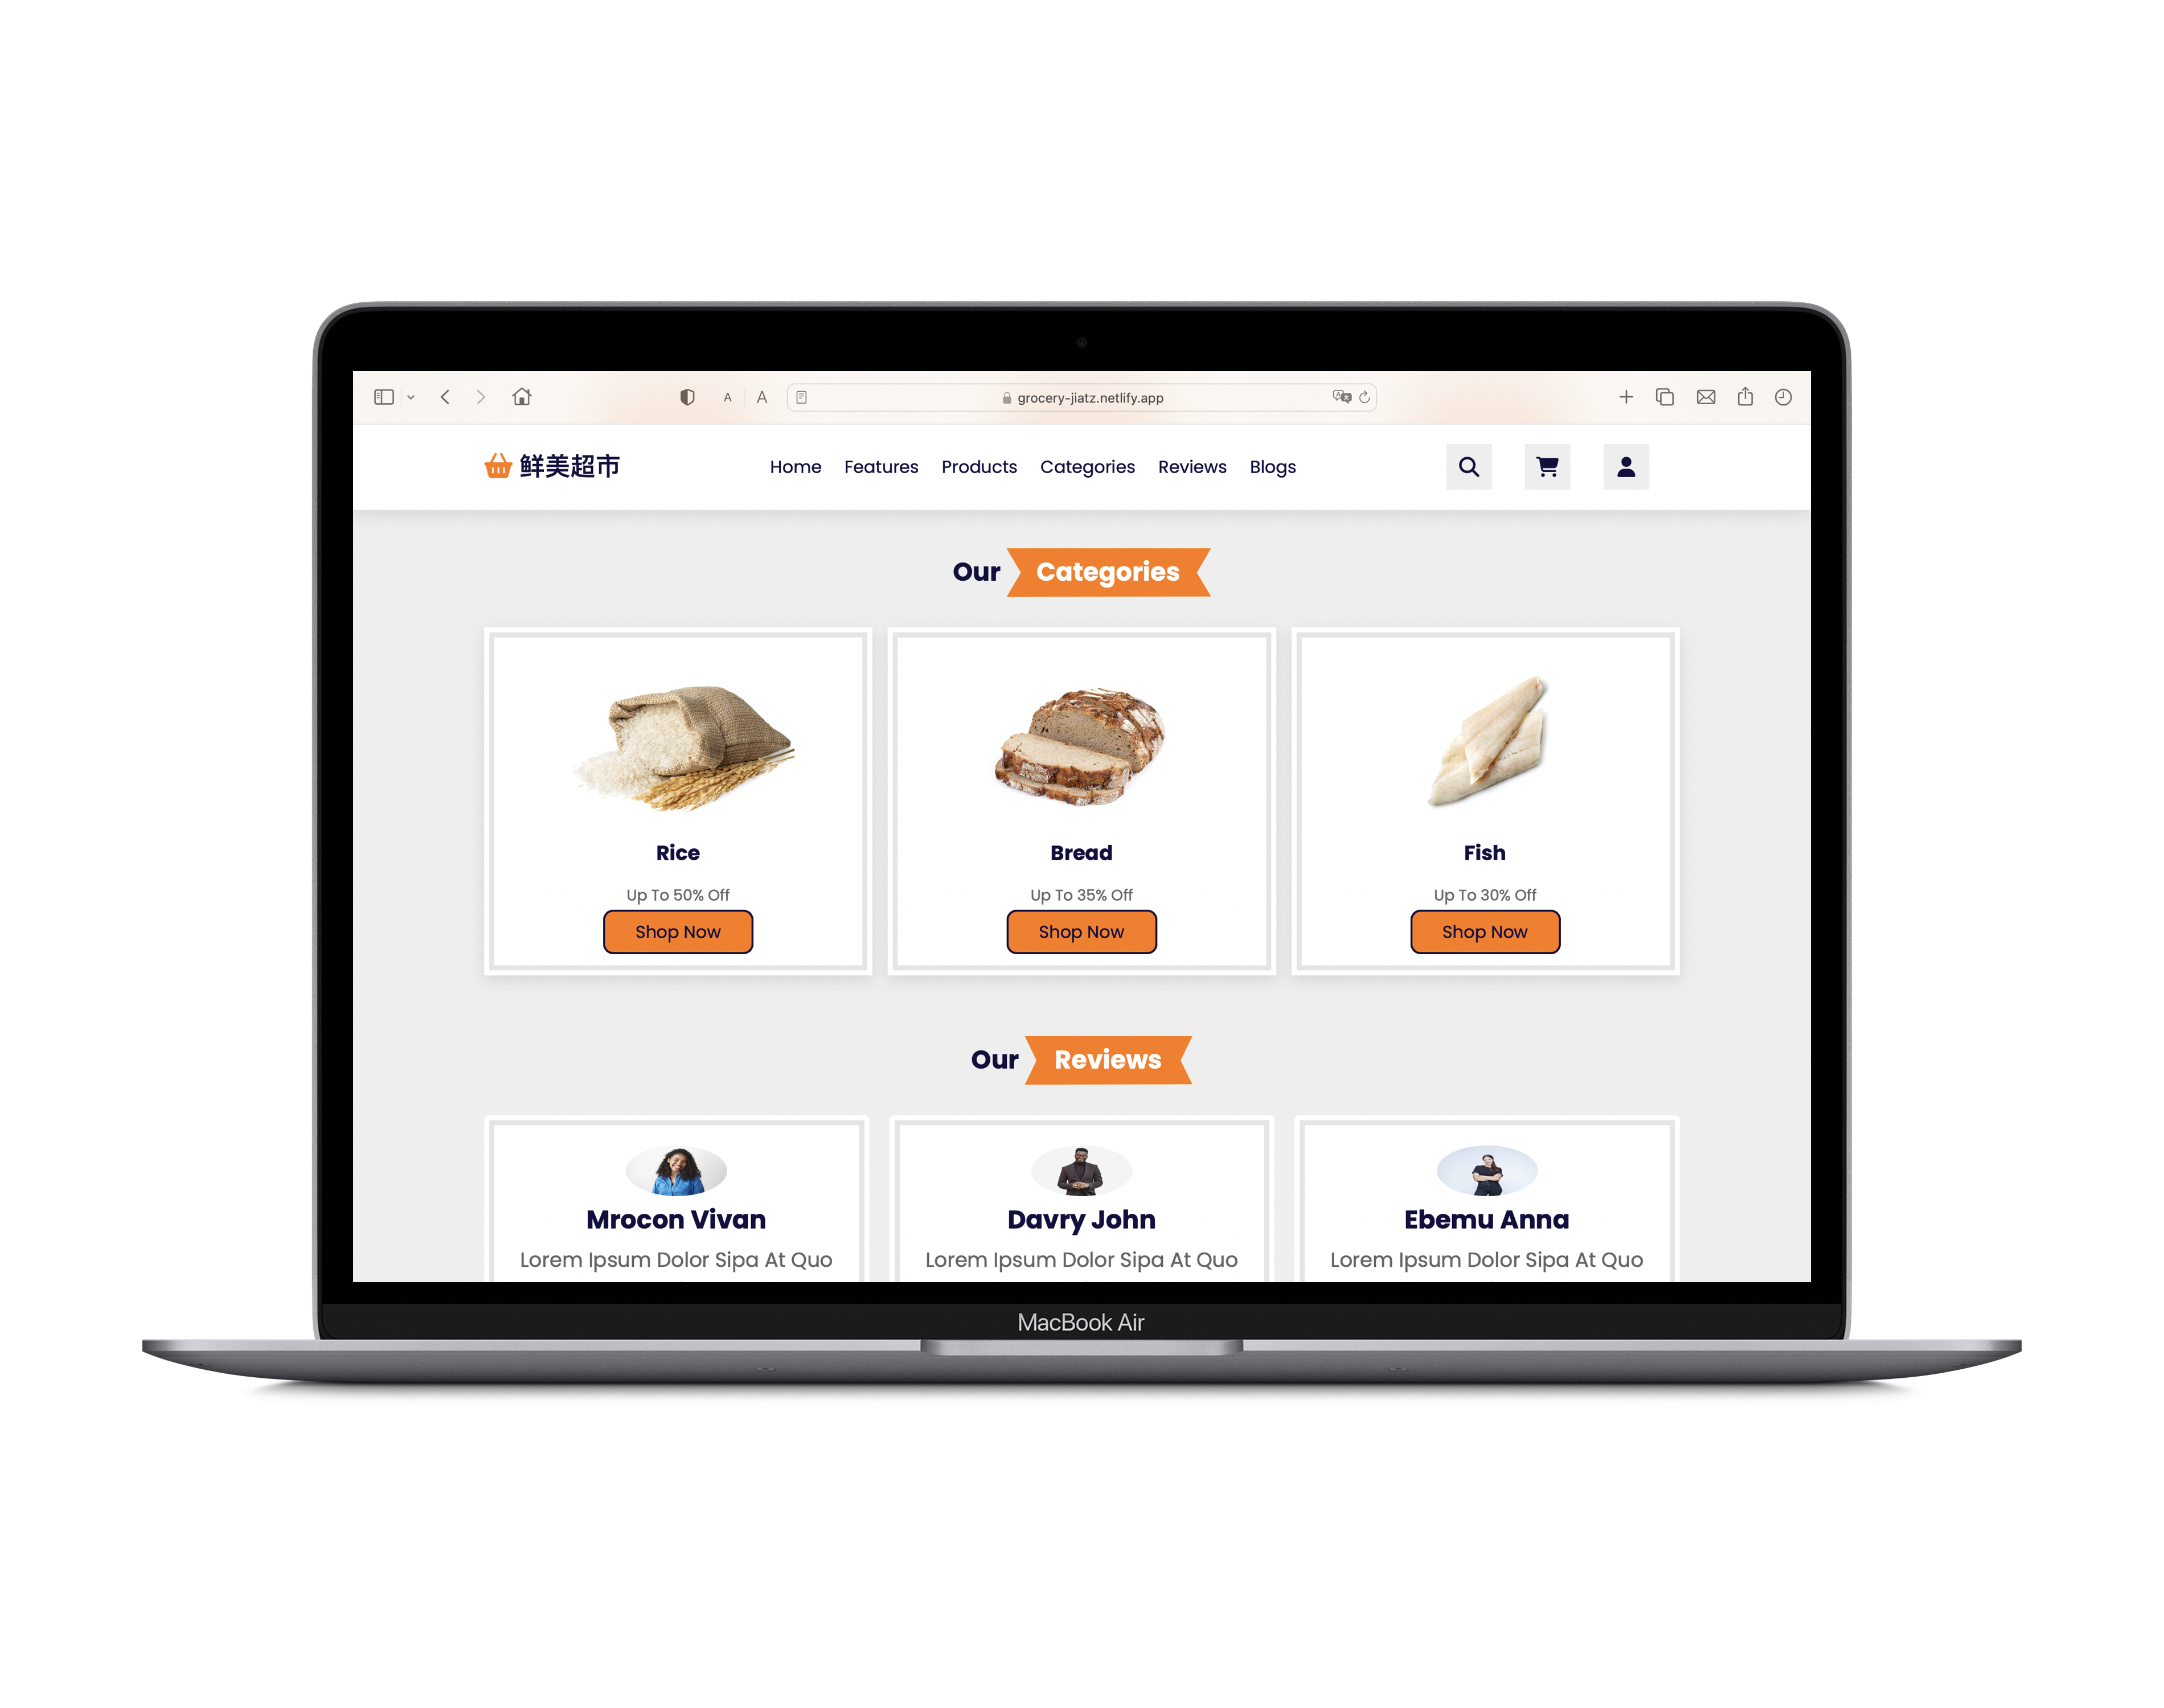 A A grocery-jiatz.netlify.app
鲜美超市 Home Features Products Categories Reviews Blogs
Our Categories
Rice Bread Fish
Up To 50% Off Up To 35% Off Up To 30% Off
Shop Now Shop Now Shop Now
Our Reviews
Mrocon Vivan Davry John Ebemu Anna
Lorem Ipsum Dolor Sipa At Quo Lorem Ipsum Dolor Sipa At Quo Lorem Ipsum Dolor Sipa At Quo
MacBook Air